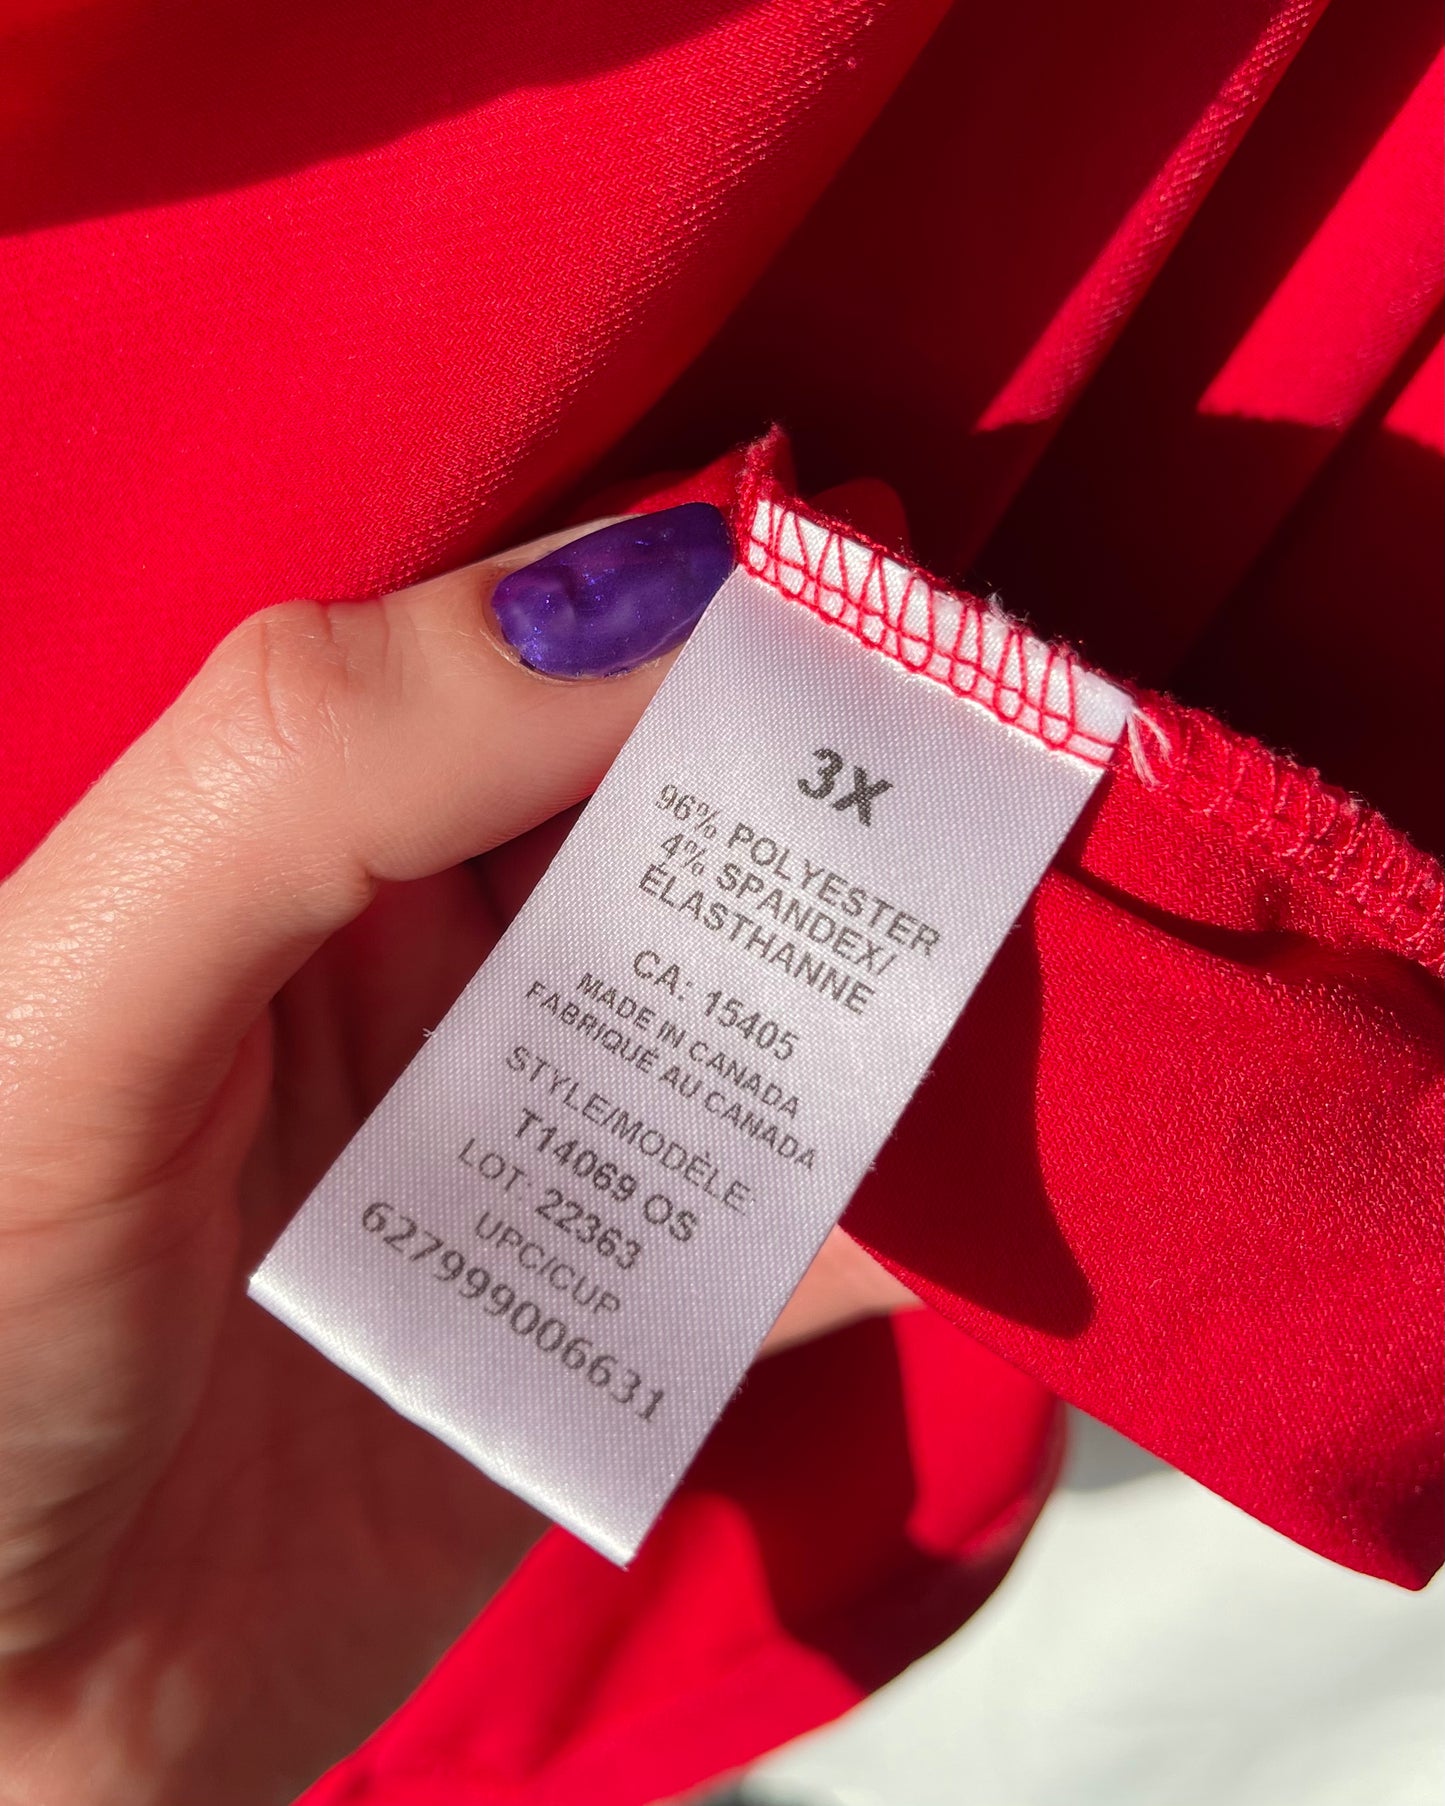 3X
96% POLYESTER
4% SPANDEX/
ELASTHANNE
CA: 15405
MADE IN CANADA
FABRIQUÉ AU CANADA
STYLE/MODÈLE:
T14069 OS
LOT: 22363
UPC/CUP
627999006631